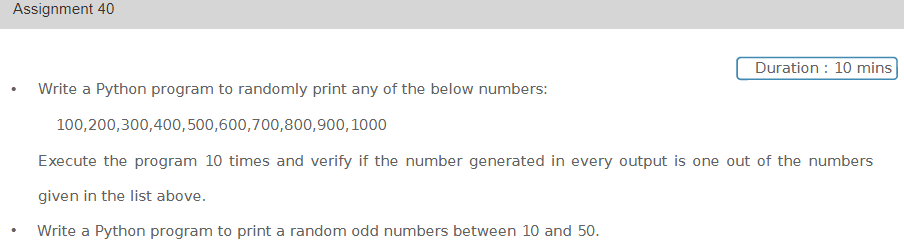 Assignment 40
Duration : 10 mins
• Write a Python program to randomly print any of the below numbers:
100,200,300,400,500,600,700,800,900,1000
Execute the program 10 times and verify if the number generated in every output is one out of the numbers
given in the list above.
• Write a Python program to print a random odd numbers between 10 and 50.